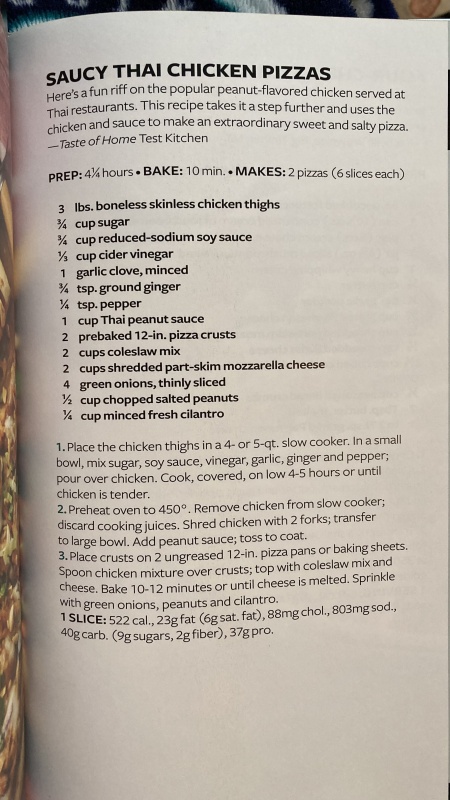 SAUCY THAI CHICKEN PIZZAS
Here's a fun riff on the popular peanut-flavored chicken served at
Thai restaurants. This recipe takes it a step further and uses the
chicken and sauce to make an extraordinary sweet and salty pizza.
—Taste of Home Test Kitchen
PREP: 4¼ hours • BAKE: 10 min. • MAKES: 2 pizzas (6 slices each)
3 lbs. boneless skinless chicken thighs
¾ cup sugar
¾ cup reduced-sodium soy sauce
⅓ cup cider vinegar
1 garlic clove, minced
¾ tsp. ground ginger
¼ tsp. pepper
1 cup Thai peanut sauce
2 prebaked 12-in. pizza crusts
2 cups coleslaw mix
2 cups shredded part-skim mozzarella cheese
4 green onions, thinly sliced
½ cup chopped salted peanuts
¼ cup minced fresh cilantro
1. Place the chicken thighs in a 4- or 5-qt. slow cooker. In a small
bowl, mix sugar, soy sauce, vinegar, garlic, ginger and pepper;
pour over chicken. Cook, covered, on low 4-5 hours or until
chicken is tender.
2. Preheat oven to 450°. Remove chicken from slow cooker;
discard cooking juices. Shred chicken with 2 forks; transfer
to large bowl. Add peanut sauce; toss to coat.
3. Place crusts on 2 ungreased 12-in. pizza pans or baking sheets.
Spoon chicken mixture over crusts; top with coleslaw mix and
cheese. Bake 10-12 minutes or until cheese is melted. Sprinkle
with green onions, peanuts and cilantro.
1 SLICE: 522 cal., 23g fat (6g sat. fat), 88mg chol., 803mg sod.,
40g carb. (9g sugars, 2g fiber), 37g pro.